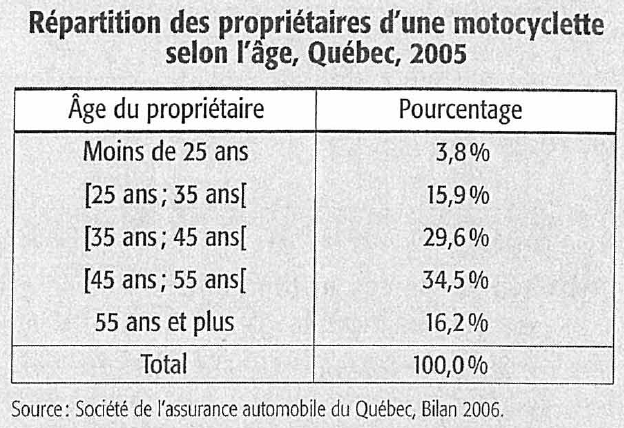 Répartition des propriétaires d'une motocyclette
selon l'âge, Québec, 2005
Âge du propriétaire Pourcentage
Moins de 25 ans 3,8 %
[25 ans ; 35 ans[ 15,9 %
[35 ans ; 45 ans[ 29,6 %
[45 ans ; 55 ans[ 34,5 %
55 ans et plus 16,2 %
Total 100,0 %
Source : Société de l'assurance automobile du Québec, Bilan 2006.